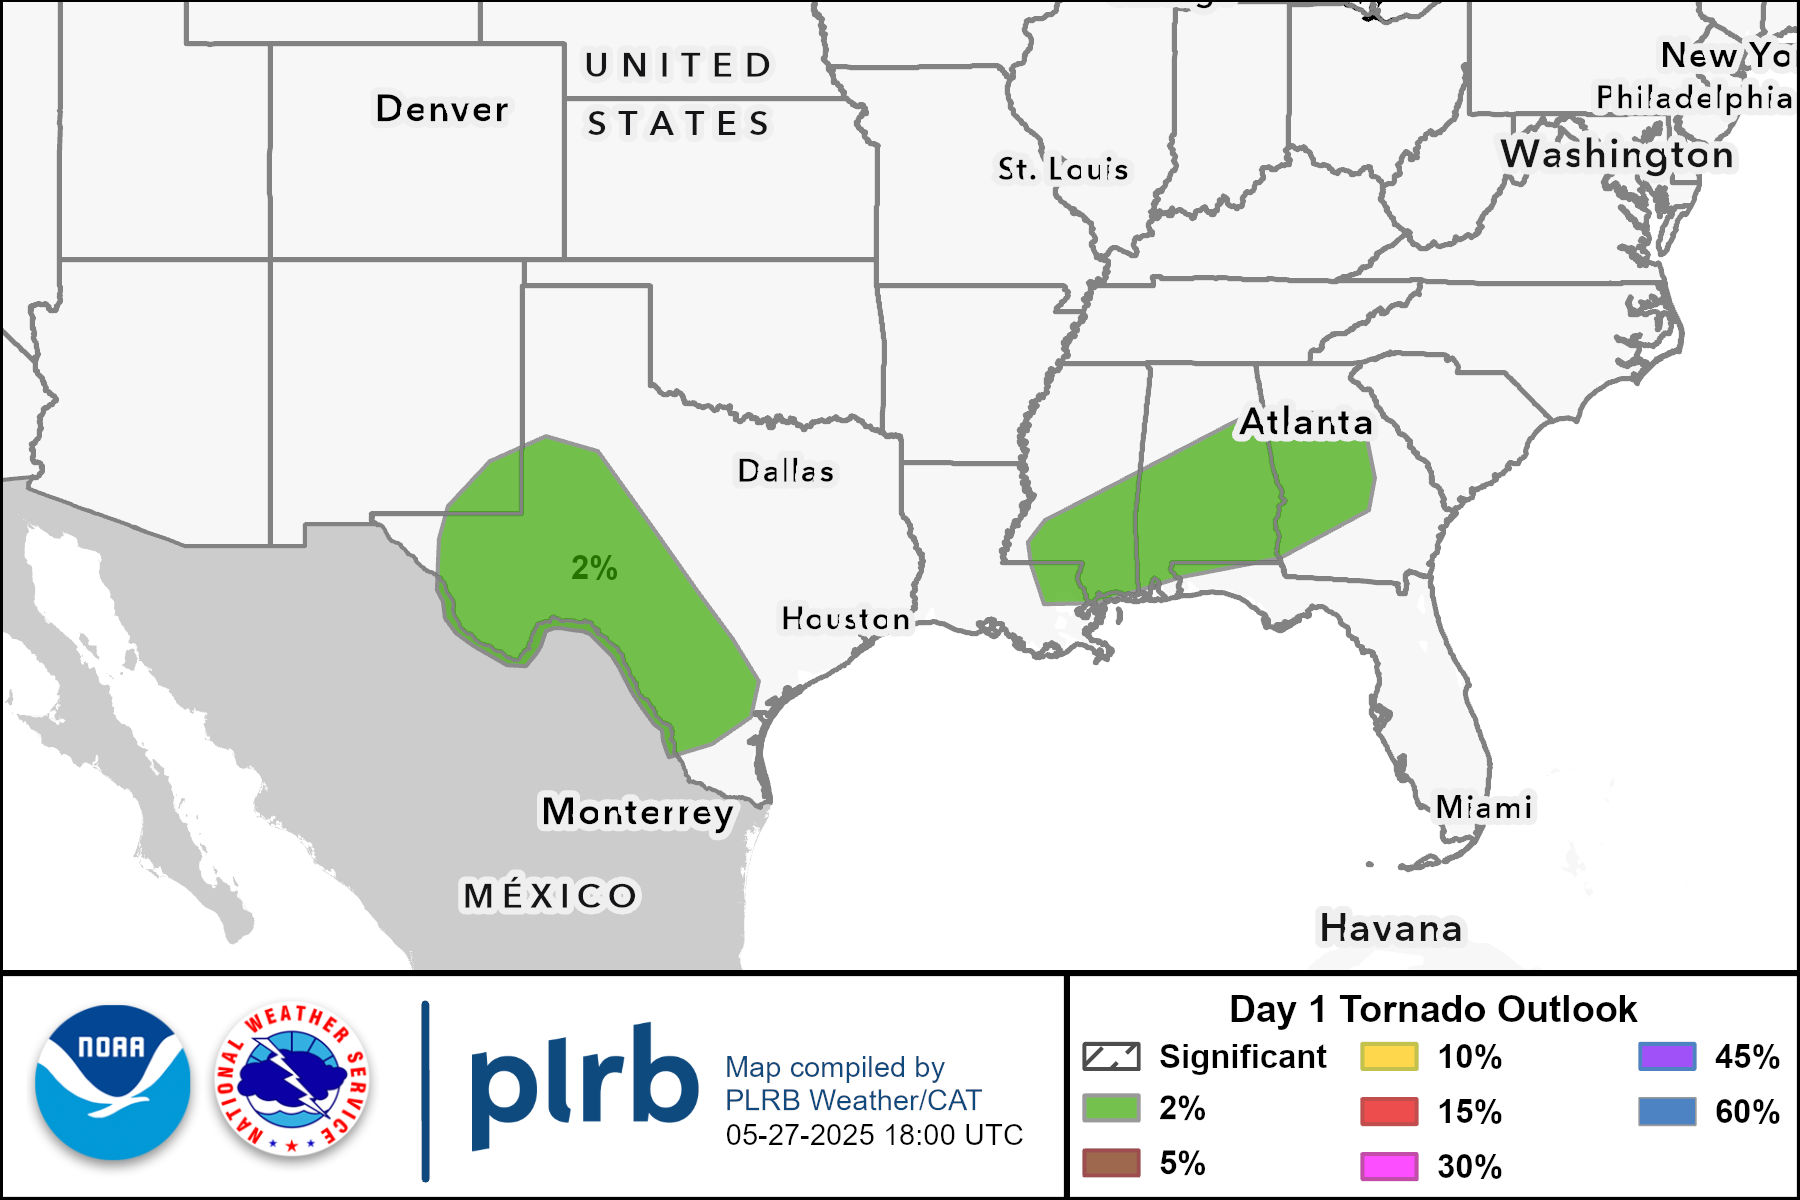 UNITED
STATES
Denver
New Yo
Philadelphia
Washington
St. Louis
Atlanta
Dallas
2%
Houston
Monterrey
Miami
MÉXICO
Havana
NOAA
NATIONAL WEATHER SERVICE
plrb
Map compiled by
PLRB Weather/CAT
05-27-2025 18:00 UTC
Day 1 Tornado Outlook
Significant
2%
5%
10%
15%
30%
45%
60%